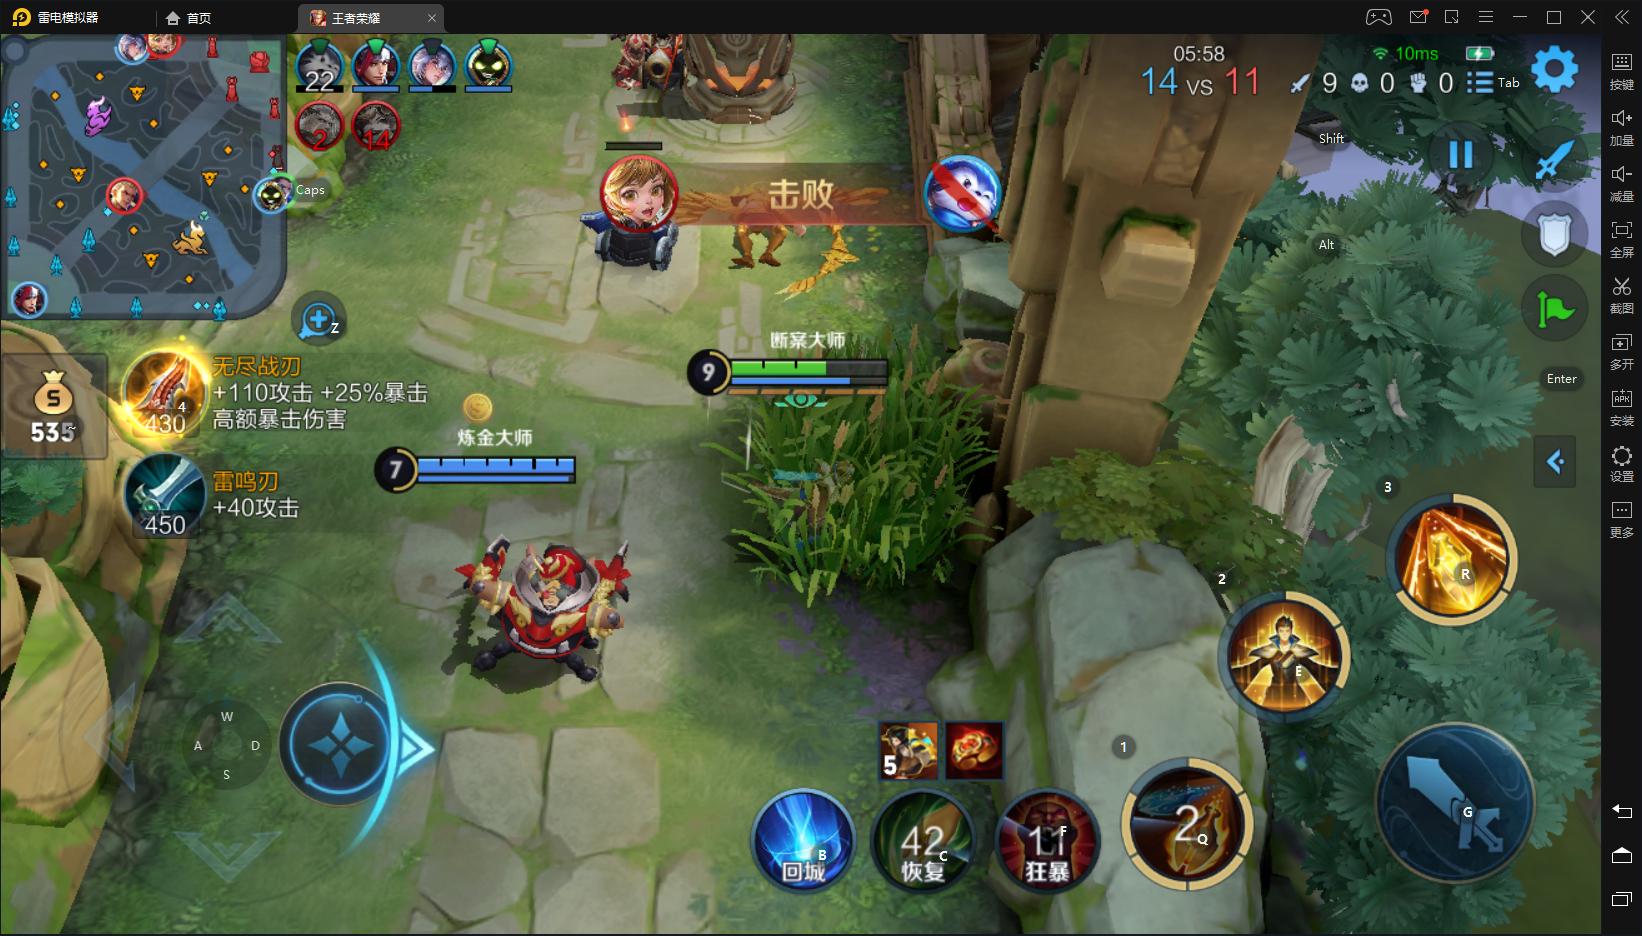 雷电模拟器
首页
王者荣耀
22
2
14
Caps
05:58
14 vs 11
10ms
9 0 0 Tab
Shift
击败
Alt
Z
无尽战刃
+110攻击 +25%暴击
高额暴击伤害
4
430
535
雷鸣刃
+40攻击
450
断案大师
9
炼金大师
7
Enter
3
R
2
E
1
2
Q
G
W
A D
S
5
B
回城
42
C
恢复
11
F
狂暴
按键
加量
减量
全屏
截图
多开
APK
安装
设置
更多